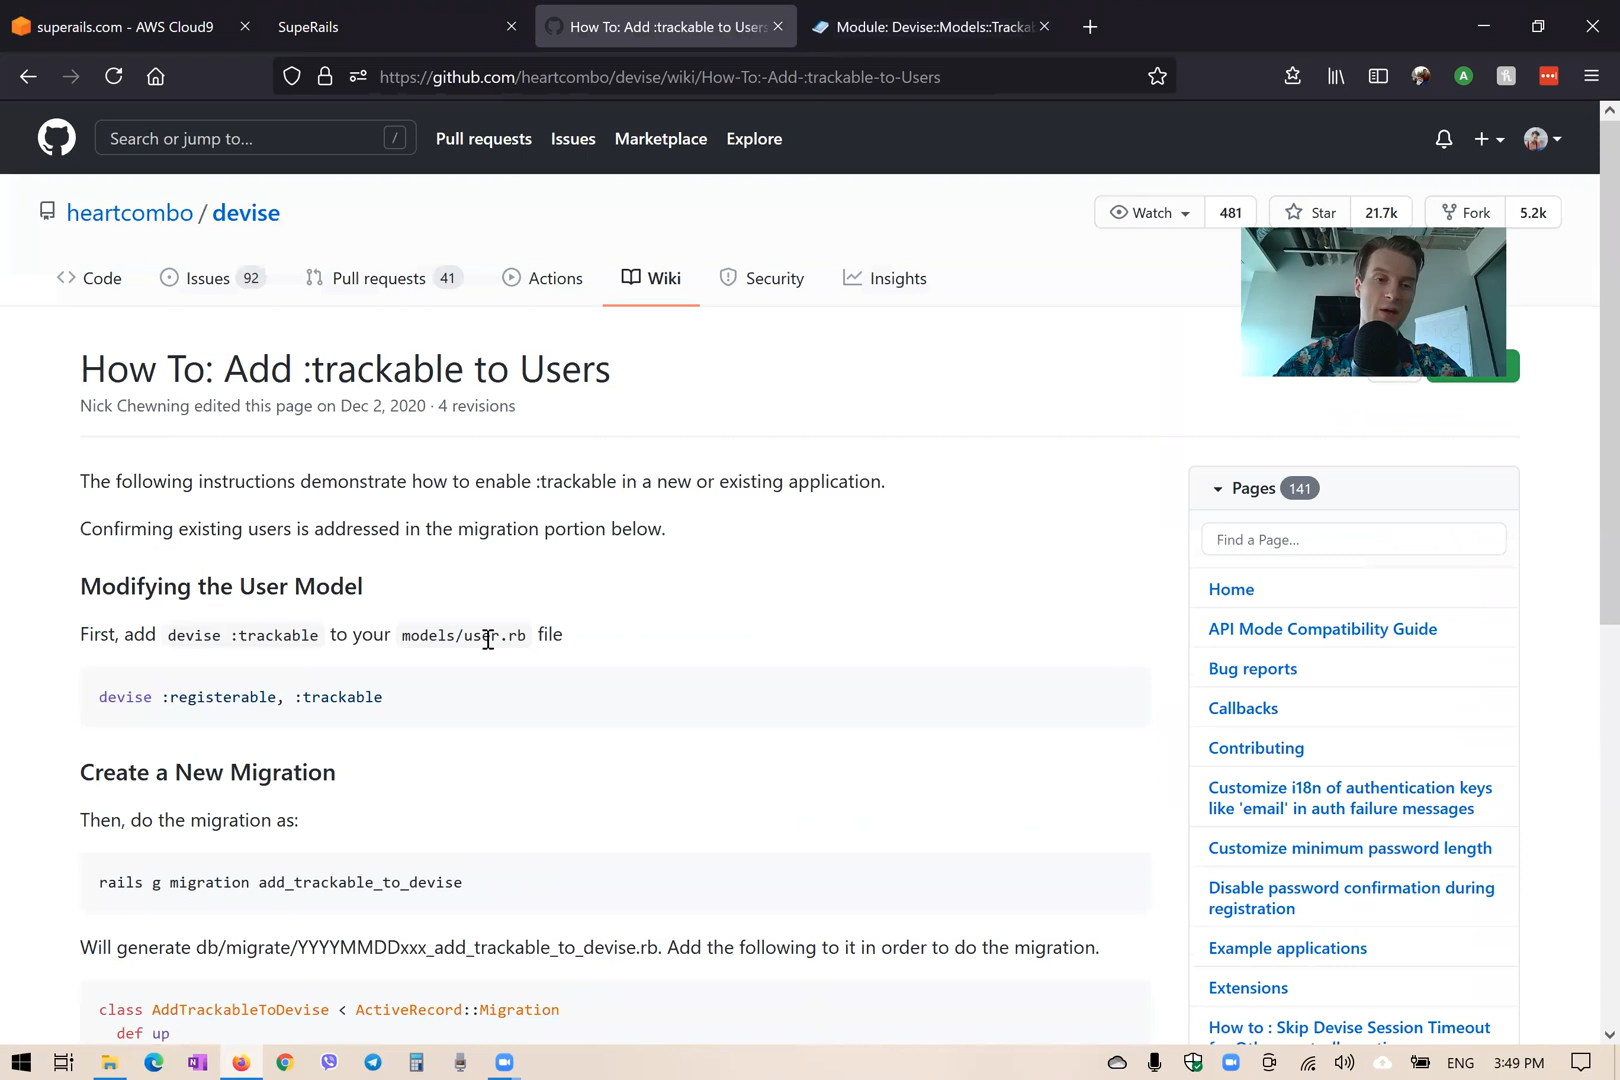 superails.com - AWS Cloud9
SupeRails
How To: Add :trackable to Users
Module: Devise::Models::Tracka
https://github.com/heartcombo/devise/wiki/How-To:-Add-:trackable-to-Users
A
Search or jump to...
/
Pull requests
Issues
Marketplace
Explore
heartcombo / devise
Watch
481
Star
21.7k
Fork
5.2k
Code
Issues 92
Pull requests 41
Actions
Wiki
Security
Insights
How To: Add :trackable to Users
Nick Chewning edited this page on Dec 2, 2020 · 4 revisions
The following instructions demonstrate how to enable :trackable in a new or existing application.
Confirming existing users is addressed in the migration portion below.
Modifying the User Model
First, add devise :trackable to your models/user.rb file
devise :registerable, :trackable
Create a New Migration
Then, do the migration as:
rails g migration add_trackable_to_devise
Will generate db/migrate/YYYYMMDDxxx_add_trackable_to_devise.rb. Add the following to it in order to do the migration.
class AddTrackableToDevise < ActiveRecord::Migration
def up
Pages 141
Find a Page...
Home
API Mode Compatibility Guide
Bug reports
Callbacks
Contributing
Customize i18n of authentication keys
like 'email' in auth failure messages
Customize minimum password length
Disable password confirmation during
registration
Example applications
Extensions
How to : Skip Devise Session Timeout
ENG
3:49 PM